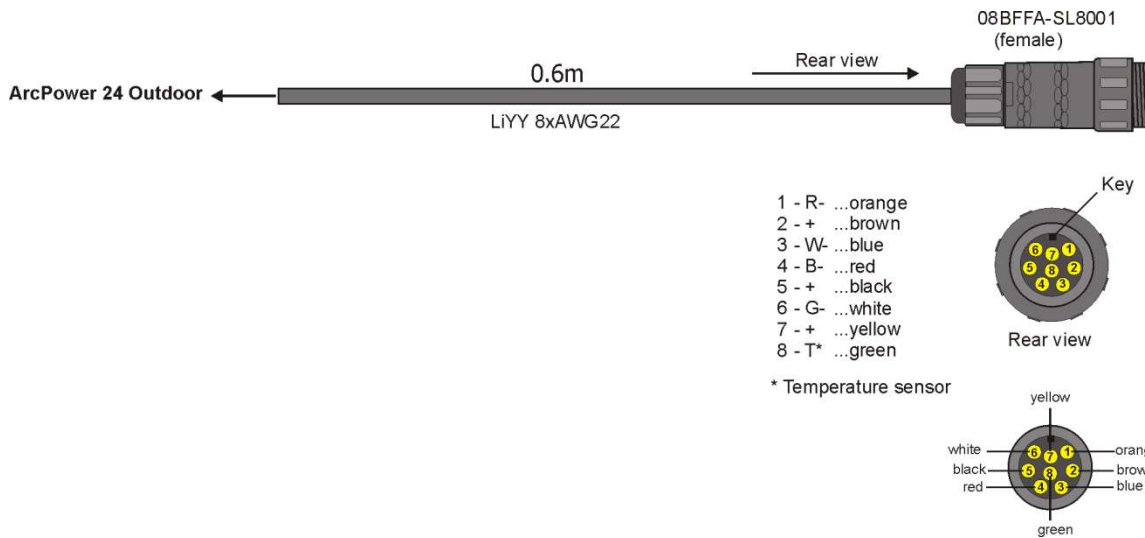 08BFFA-SL8001
(female)
Rear view
0.6m
ArcPower 24 Outdoor
LiYY 8xAWG22
Key
1 - R- ...orange
2 - + ...brown
3 - W- ...blue
4 - B- ...red
5 - + ...black
6 - G- ...white
7 - + ...yellow
8 - T* ...green
6 7 1
5 8 2
4 3
Rear view
* Temperature sensor
yellow
white 6 7 1 orang
black 5 8 2 brow
red 4 3 blue
green